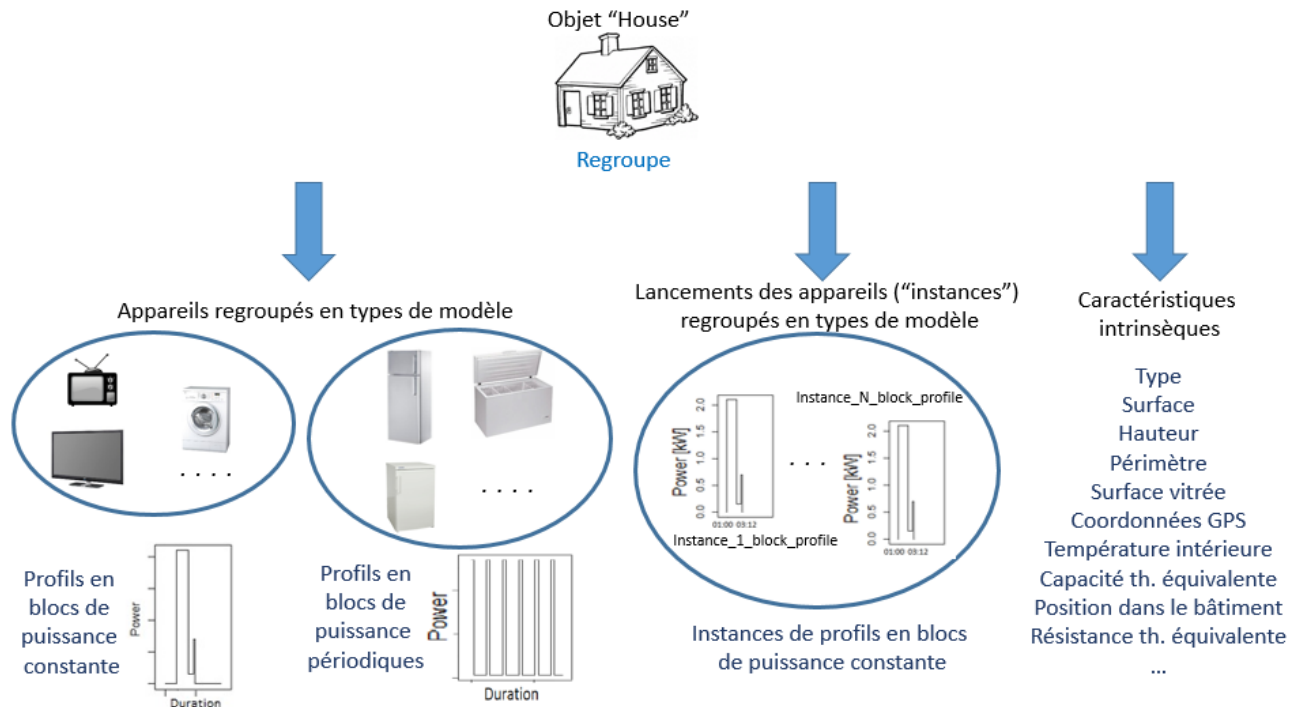 Objet “House”
Regroupe
Appareils regroupés en types de modèle
Lancements des appareils (“instances”)
regroupés en types de modèle
Caractéristiques
intrinsèques
Type
Surface
Hauteur
Périmètre
Surface vitrée
Coordonnées GPS
Température intérieure
Capacité th. équivalente
Position dans le bâtiment
Résistance th. équivalente
...
. . . .
. . . .
Power [kW]
2.0
1.5
1.0
0.5
0.0
01:00 03:12
Instance_1_block_profile
. . .
Instance_N_block_profile
Power [kW]
2.0
1.5
1.0
0.5
0.0
01:00 03:12
Profils en
blocs de
puissance
constante
Power
Duration
Profils en
blocs de
puissance
périodiques
Power
Duration
Instances de profils en blocs
de puissance constante